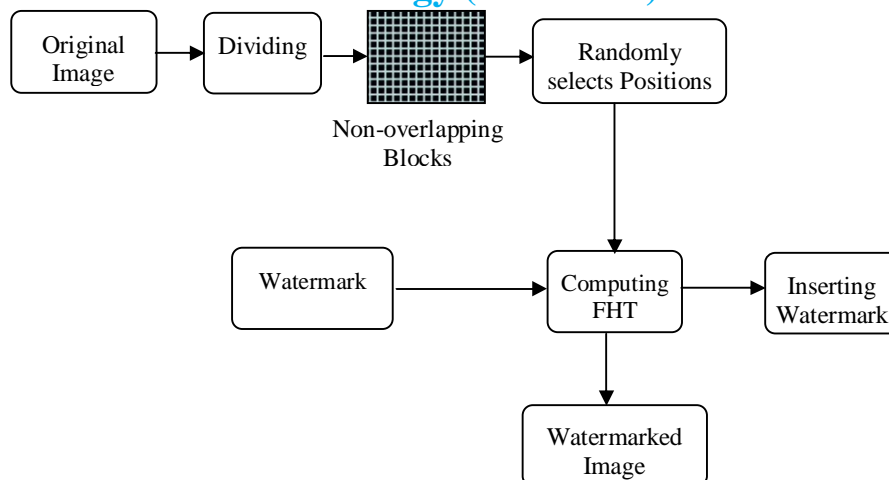 Original
Image
Dividing
Non-overlapping
Blocks
Randomly
selects Positions
Watermark
Computing
FHT
Inserting
Watermark
Watermarked
Image